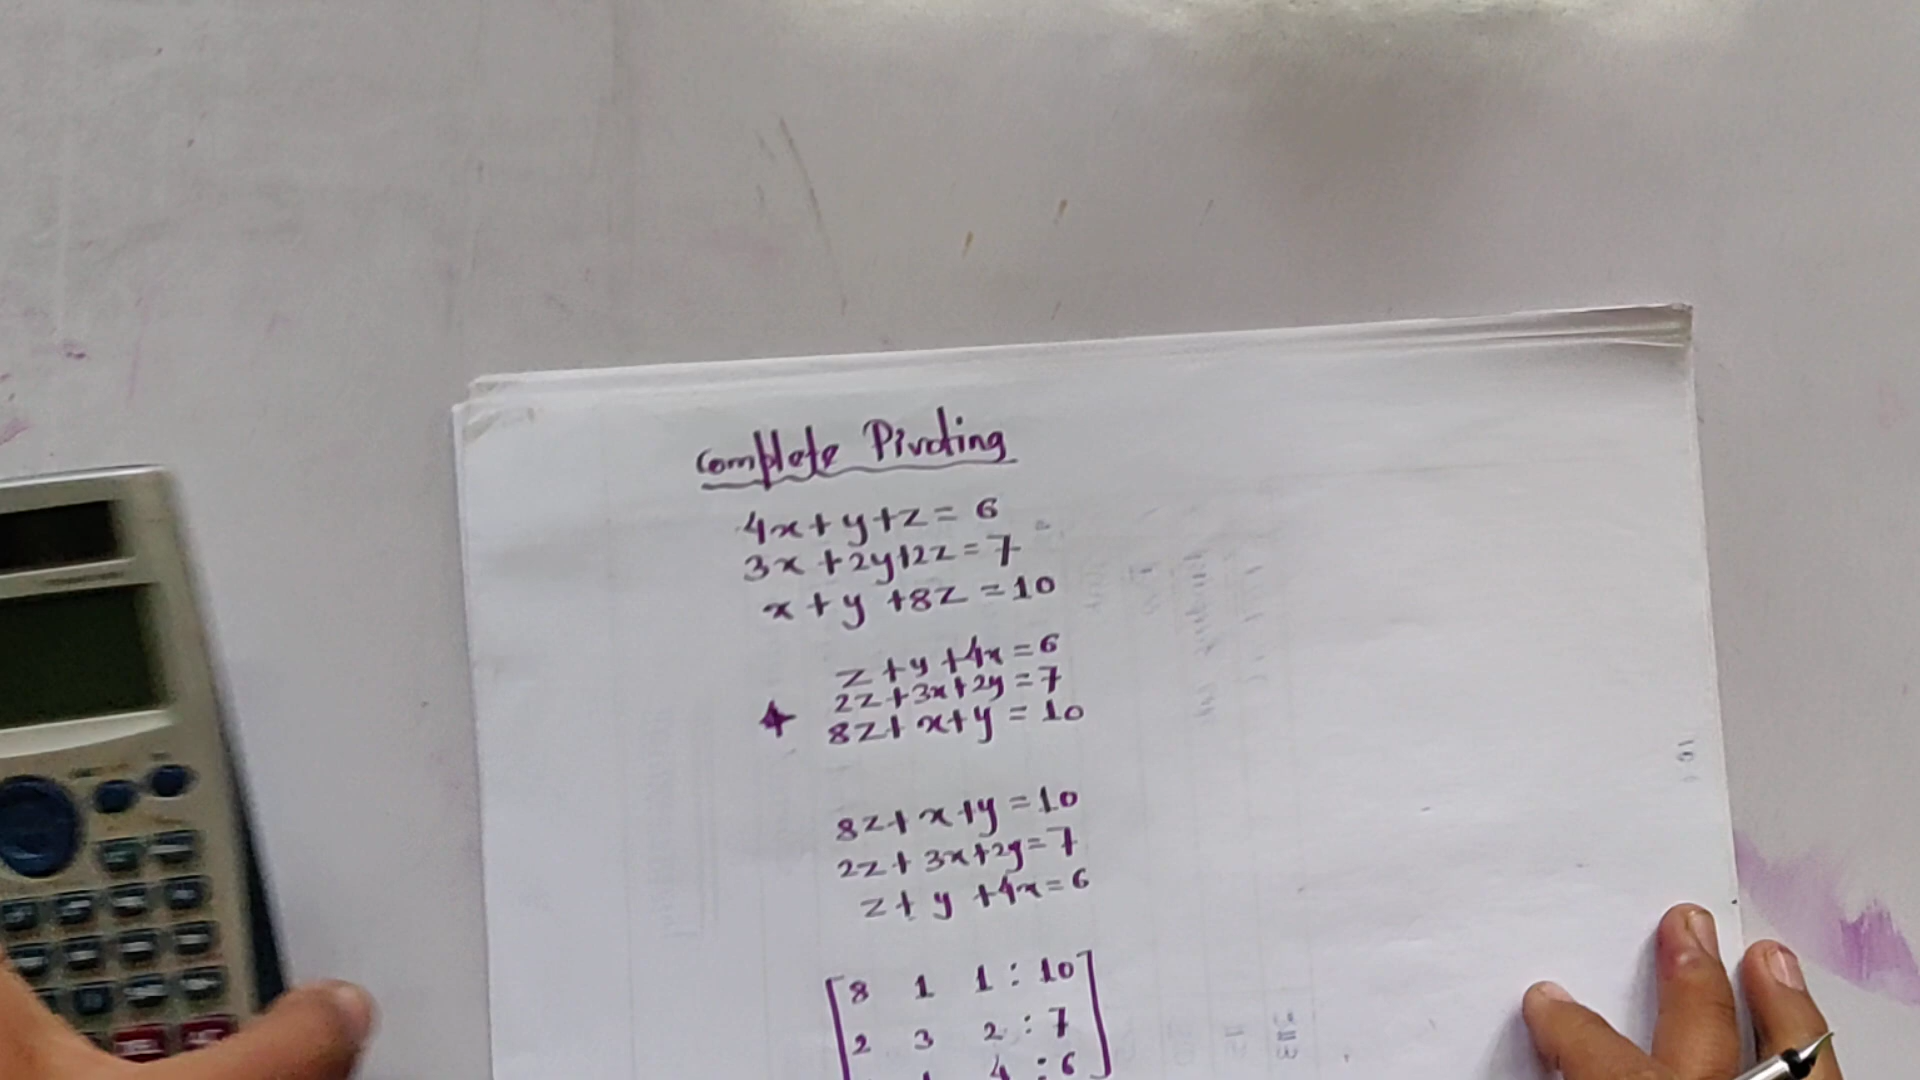 Complete Pivoting
4x+y+z= 6
3x+2y+2z=7
x+y+8z=10
z+y+4x=6
2z+3x+2y=7
8z+x+y=10
8z+x+y=10
2z+3x+2y=7
z+y+4x=6
8 1 1 : 10
2 3 2 : 7
4 : 6